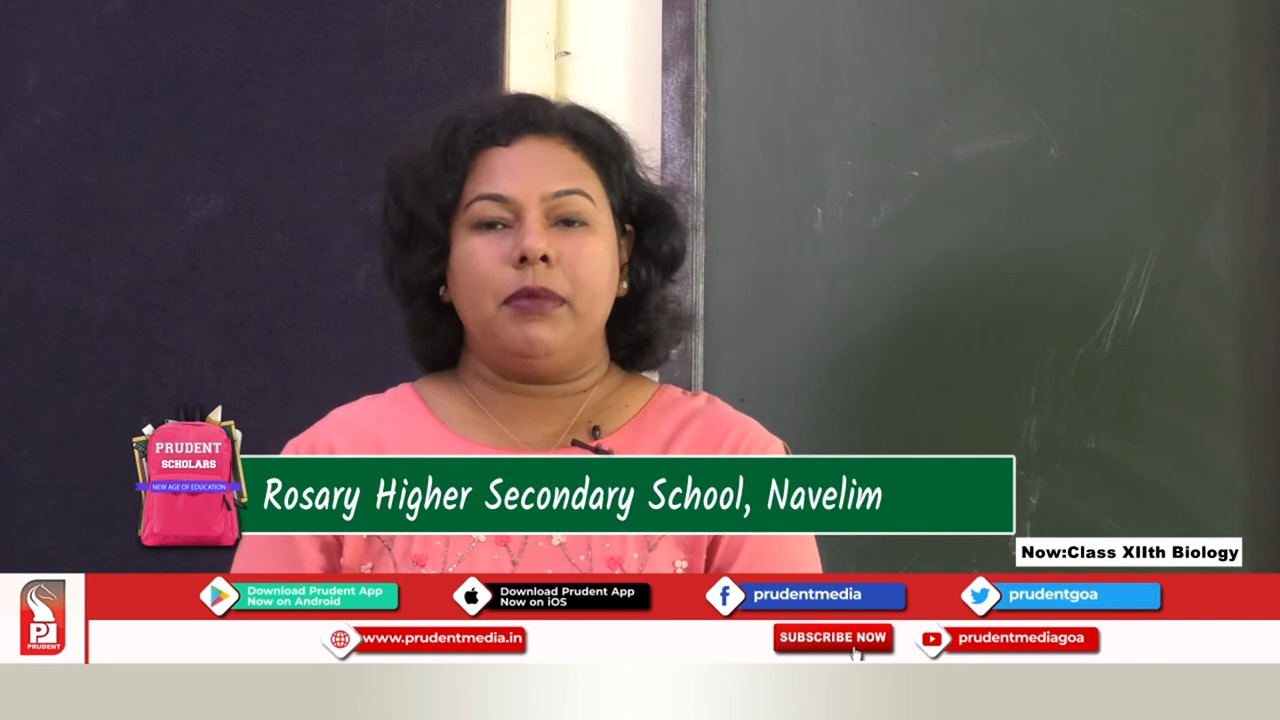 PRUDENT
SCHOLARS
NEW AGE OF EDUCATION
Rosary Higher Secondary School, Navelim
Now:Class XIIth Biology
Download Prudent App
Now on Android
Download Prudent App
Now on iOS
prudentmedia
prudentgoa
PRUDENT
www.prudentmedia.in
SUBSCRIBE NOW
prudentmediagoa